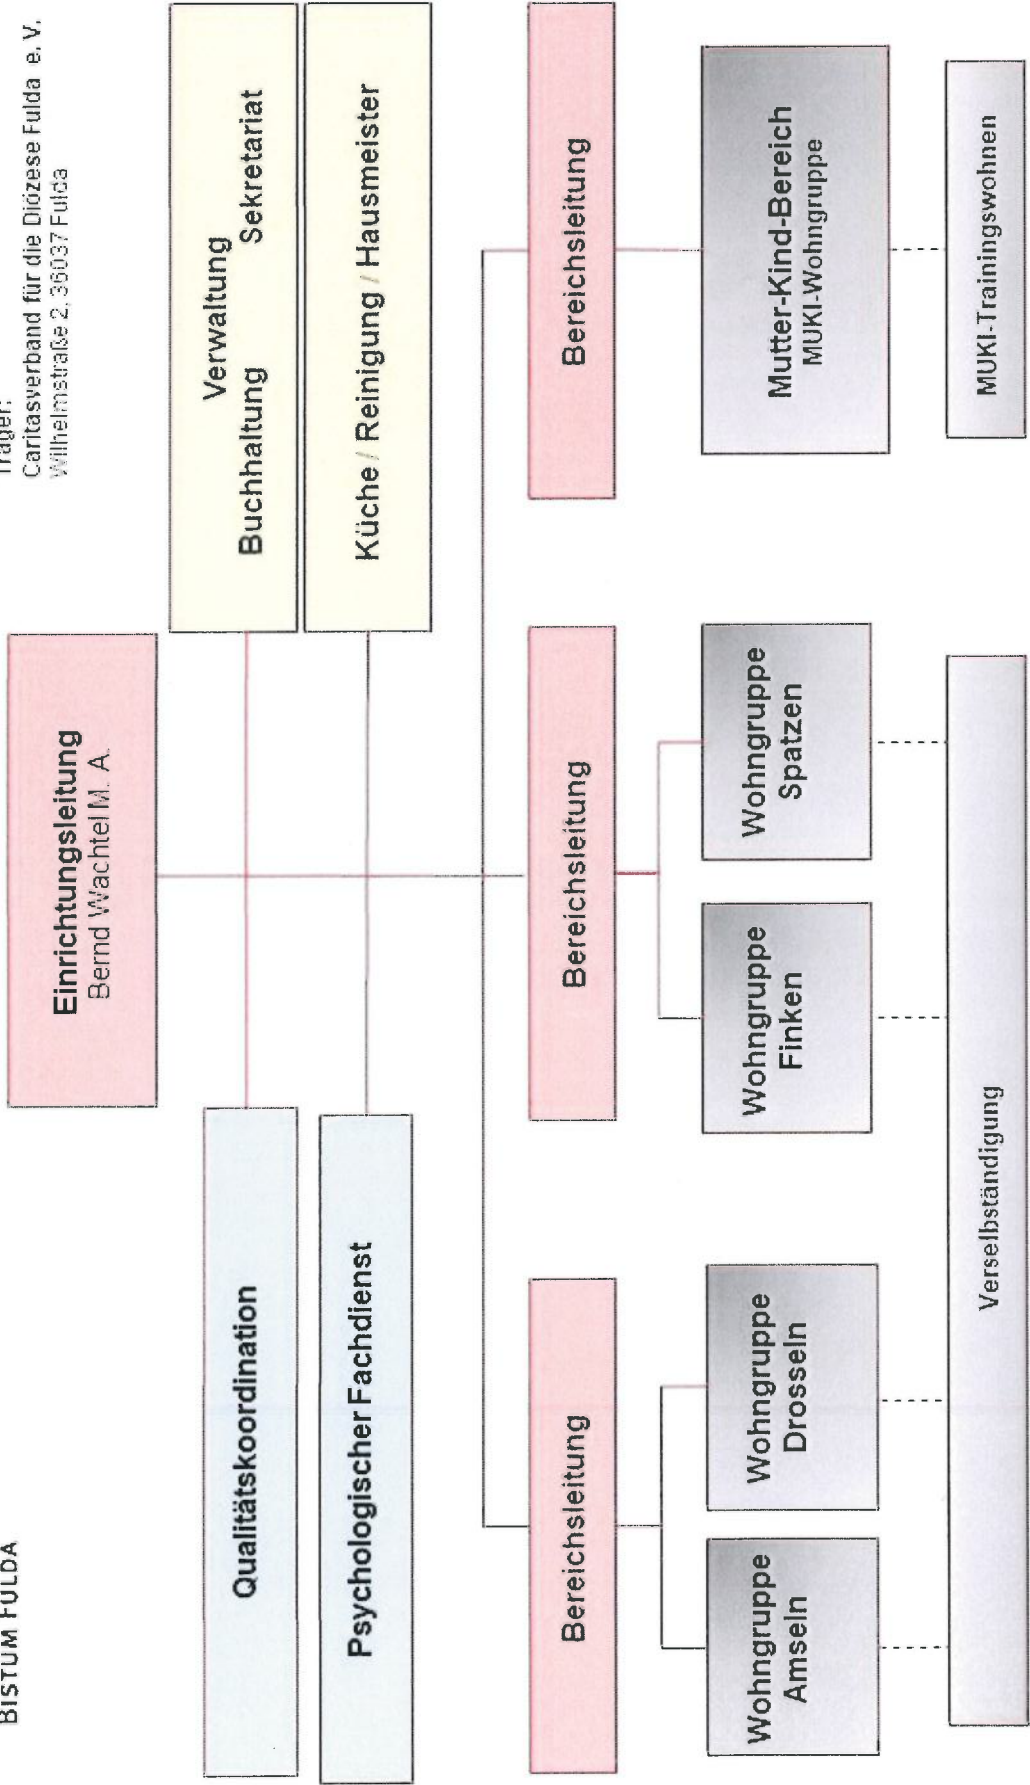 BISTUM FULDA
Träger:
Caritasverband für die Diözese Fulda e. V.
Wilhelmstraße 2, 36037 Fulda
Einrichtungsleitung
Bernd Wachtel M. A.
Qualitätskoordination
Psychologischer Fachdienst
Verwaltung
Buchhaltung Sekretariat
Küche / Reinigung / Hausmeister
Bereichsleitung
Bereichsleitung
Bereichsleitung
Wohngruppe
Amseln
Wohngruppe
Drosseln
Wohngruppe
Finken
Wohngruppe
Spatzen
Mutter-Kind-Bereich
MUKI-Wohngruppe
Verselbständigung
MUKI-Trainingswohnen